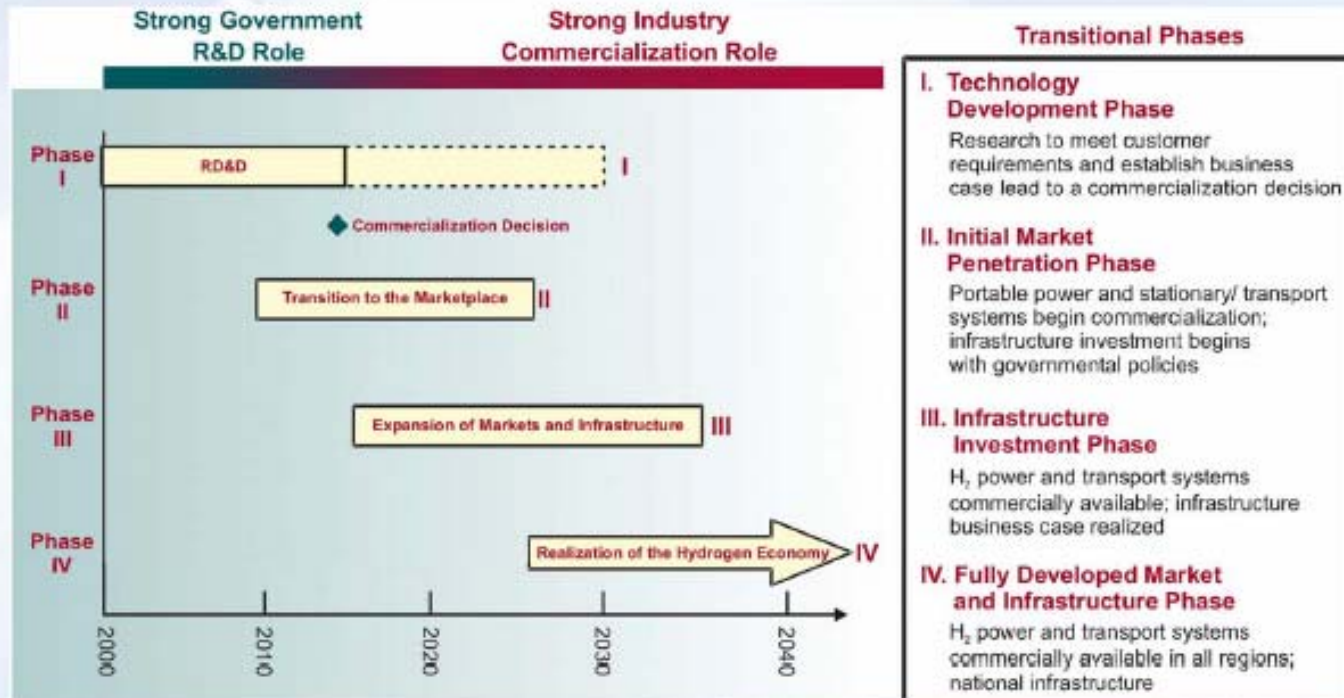 Strong Government
R&D Role
Strong Industry
Commercialization Role
Phase
I
RD&D
I
Commercialization Decision
Phase
II
Transition to the Marketplace
II
Phase
III
Expansion of Markets and Infrastructure
III
Phase
IV
Realization of the Hydrogen Economy
IV
2000
2010
2020
2030
2040
Transitional Phases
I. Technology
Development Phase
Research to meet customer
requirements and establish business
case lead to a commercialization decision
II. Initial Market
Penetration Phase
Portable power and stationary/ transport
systems begin commercialization;
infrastructure investment begins
with governmental policies
III. Infrastructure
Investment Phase
H₂ power and transport systems
commercially available; infrastructure
business case realized
IV. Fully Developed Market
and Infrastructure Phase
H₂ power and transport systems
commercially available in all regions;
national infrastructure